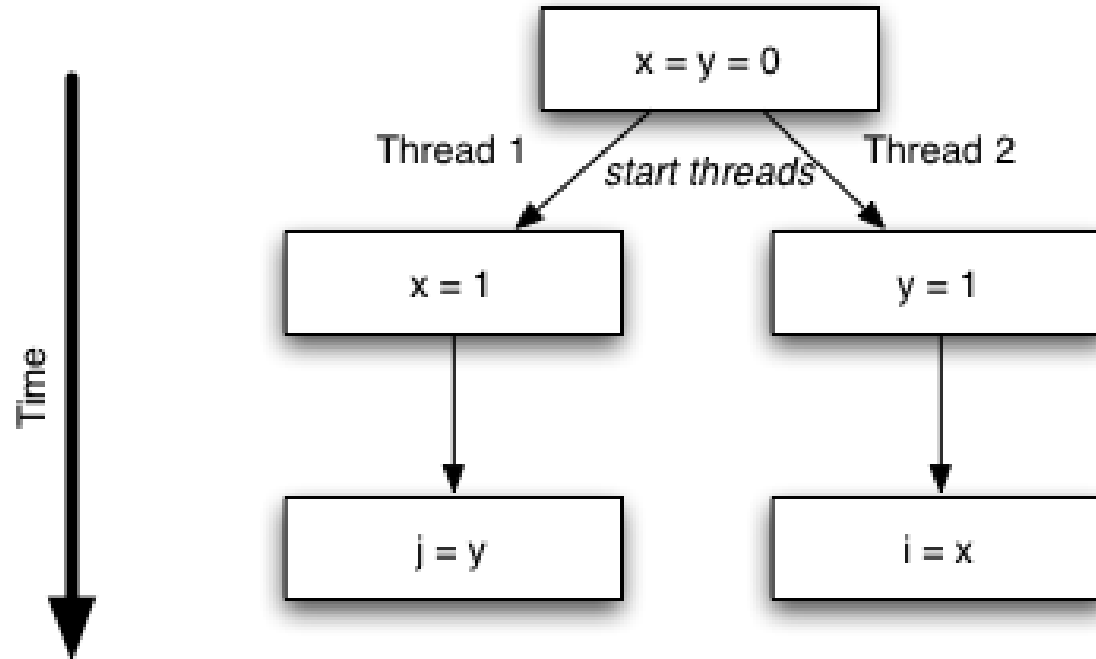 x = y = 0
Thread 1
start threads
Thread 2
x = 1
y = 1
Time
j = y
i = x